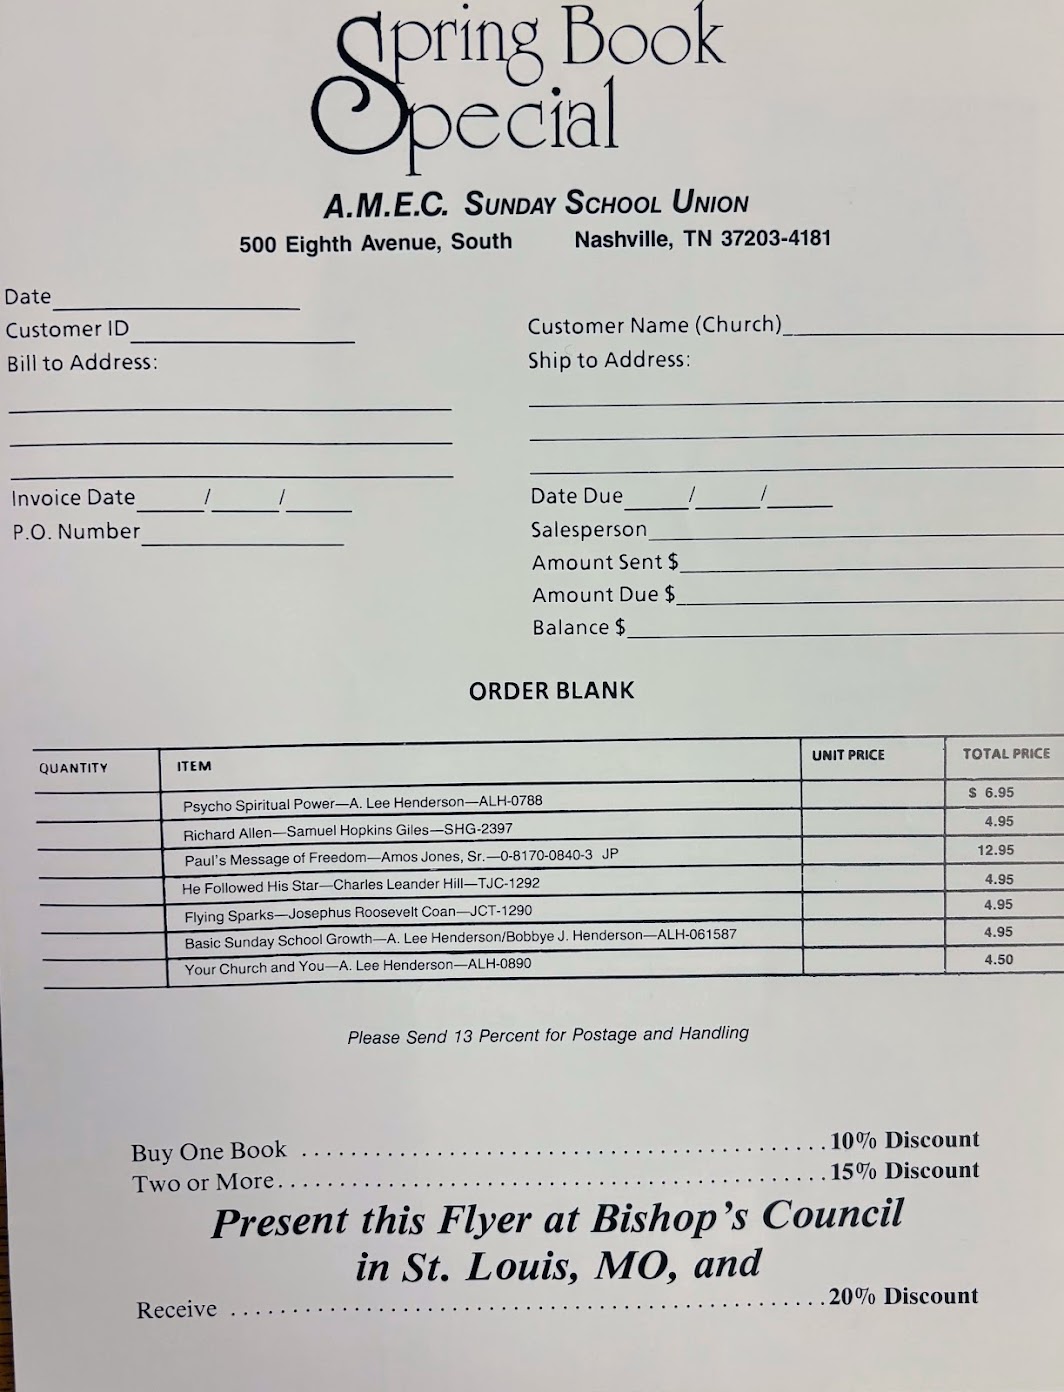 Spring Book
Special
A.M.E.C. SUNDAY SCHOOL UNION
500 Eighth Avenue, South Nashville, TN 37203-4181
Date
Customer ID
Customer Name (Church)
Bill to Address:
Ship to Address:
Invoice Date / /
Date Due / /
P.O. Number
Salesperson
Amount Sent $
Amount Due $
Balance $
ORDER BLANK
QUANTITY ITEM UNIT PRICE TOTAL PRICE
Psycho Spiritual Power—A. Lee Henderson—ALH-0788 $ 6.95
Richard Allen—Samuel Hopkins Giles—SHG-2397 4.95
Paul's Message of Freedom—Amos Jones, Sr.—0-8170-0840-3 JP 12.95
He Followed His Star—Charles Leander Hill—TJC-1292 4.95
Flying Sparks—Josephus Roosevelt Coan—JCT-1290 4.95
Basic Sunday School Growth—A. Lee Henderson/Bobbye J. Henderson—ALH-061587 4.95
Your Church and You—A. Lee Henderson—ALH-0890 4.50
Please Send 13 Percent for Postage and Handling
Buy One Book ........................................ 10% Discount
Two or More.......................................... 15% Discount
Present this Flyer at Bishop's Council
in St. Louis, MO, and
Receive .............................................. 20% Discount